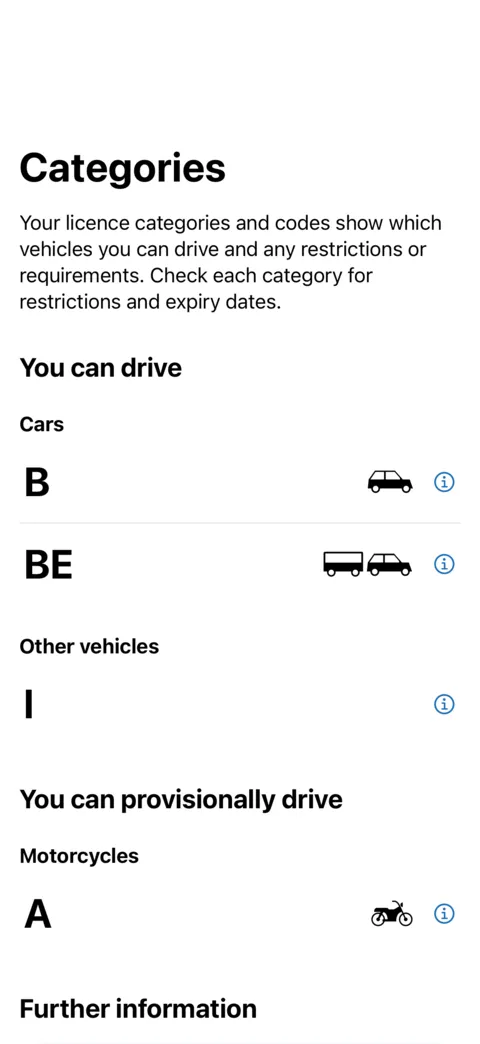 Categories
Your licence categories and codes show which
vehicles you can drive and any restrictions or
requirements. Check each category for
restrictions and expiry dates.
You can drive
Cars
B
BE
Other vehicles
I
You can provisionally drive
Motorcycles
A
Further information